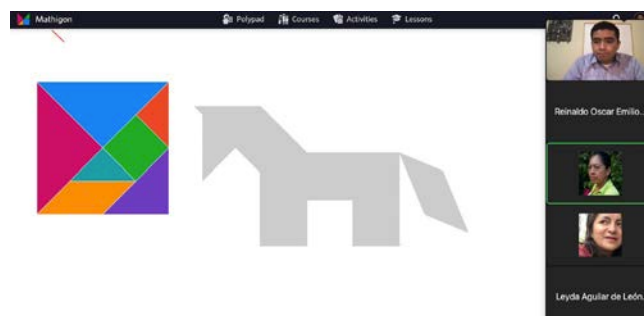 Mathigon Polypad Courses Activities Lessons
Reinaldo Oscar Emilio...
Leyda Aguilar de León...